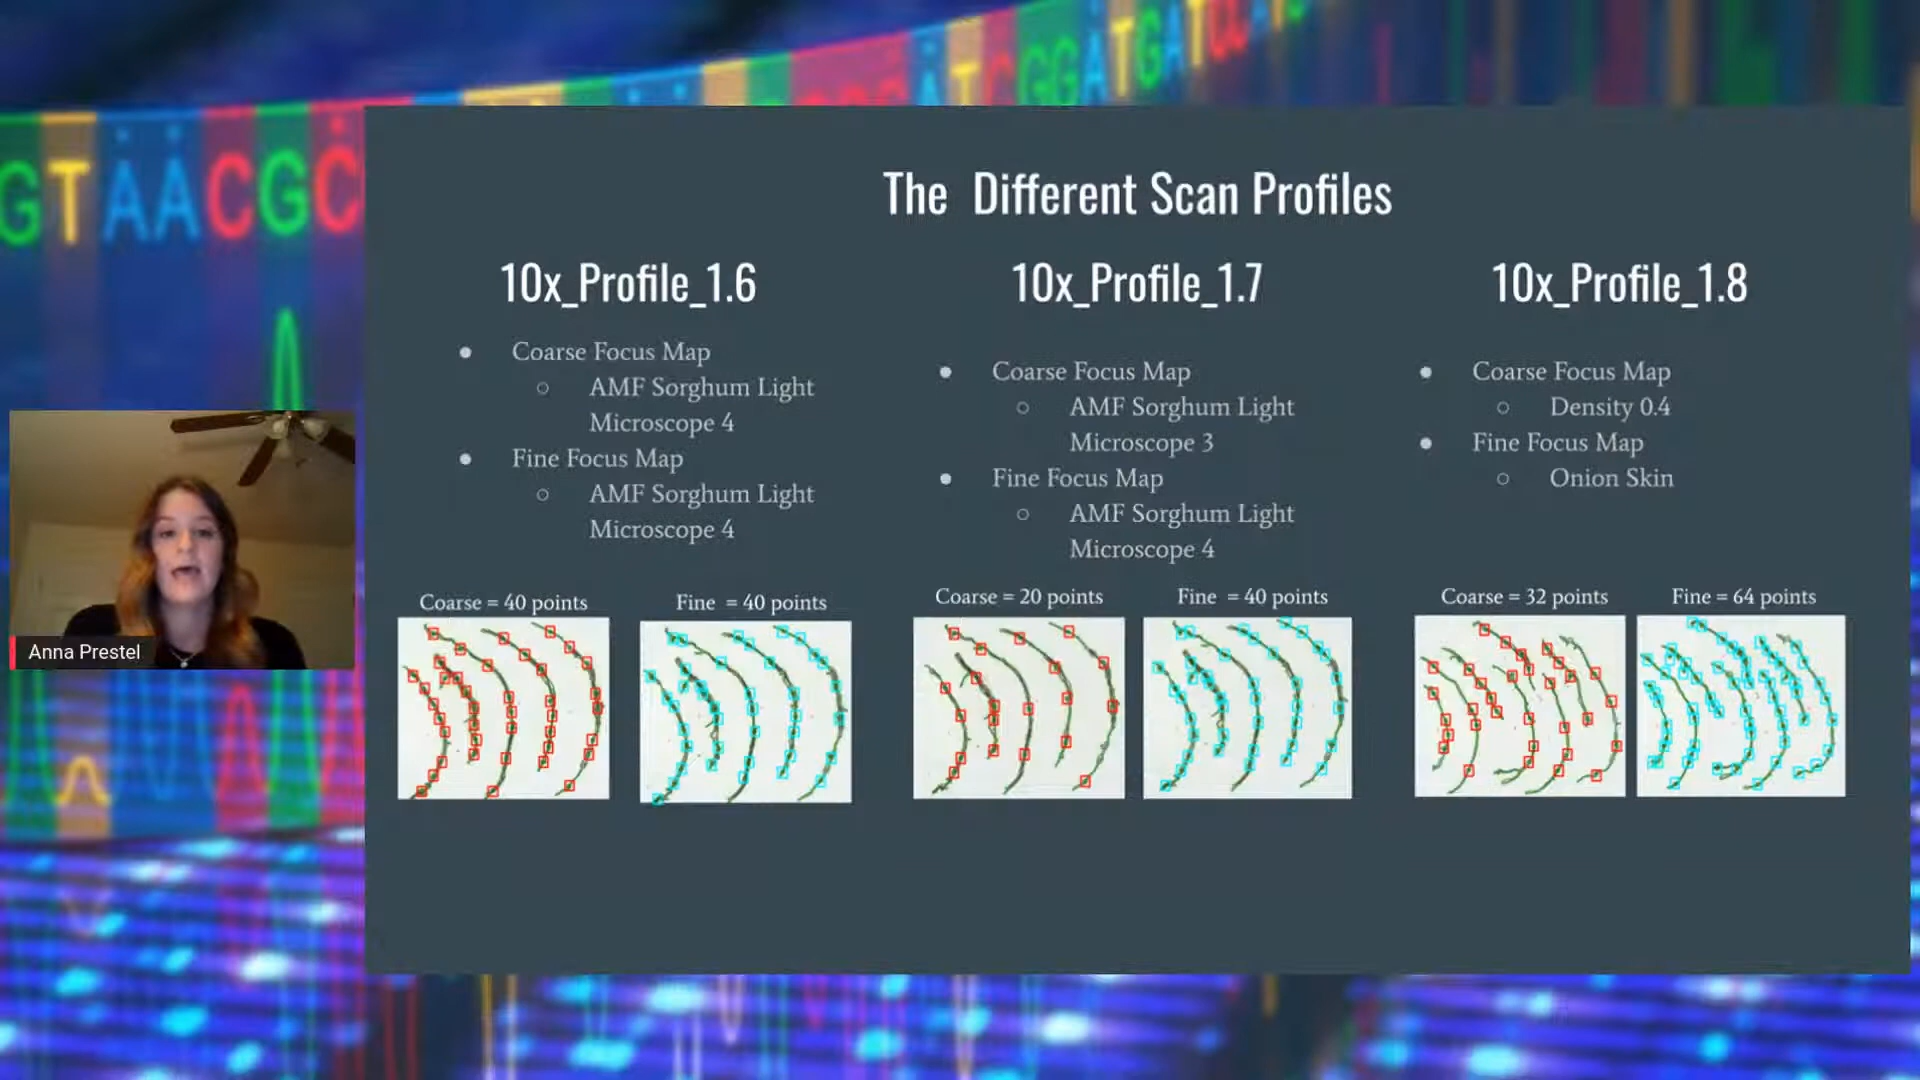 GTAACGC
ATCGGATGAT
The Different Scan Profiles
10x_Profile_1.6
Coarse Focus Map
AMF Sorghum Light
Microscope 4
Fine Focus Map
AMF Sorghum Light
Microscope 4
Coarse = 40 points
Fine = 40 points
10x_Profile_1.7
Coarse Focus Map
AMF Sorghum Light
Microscope 3
Fine Focus Map
AMF Sorghum Light
Microscope 4
Coarse = 20 points
Fine = 40 points
10x_Profile_1.8
Coarse Focus Map
Density 0.4
Fine Focus Map
Onion Skin
Coarse = 32 points
Fine = 64 points
Anna Prestel